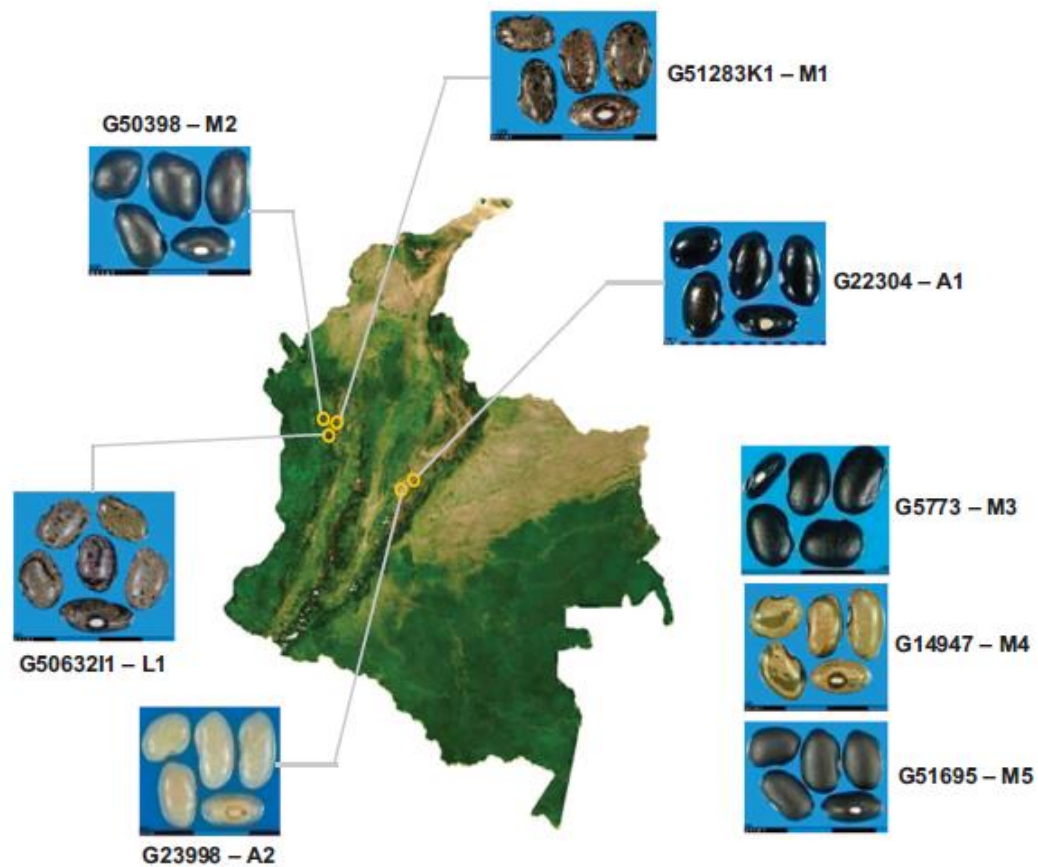 G51283K1 – M1
G50398 – M2
G22304 – A1
G5773 – M3
G14947 – M4
G50632I1 – L1
G51695 – M5
G23998 – A2